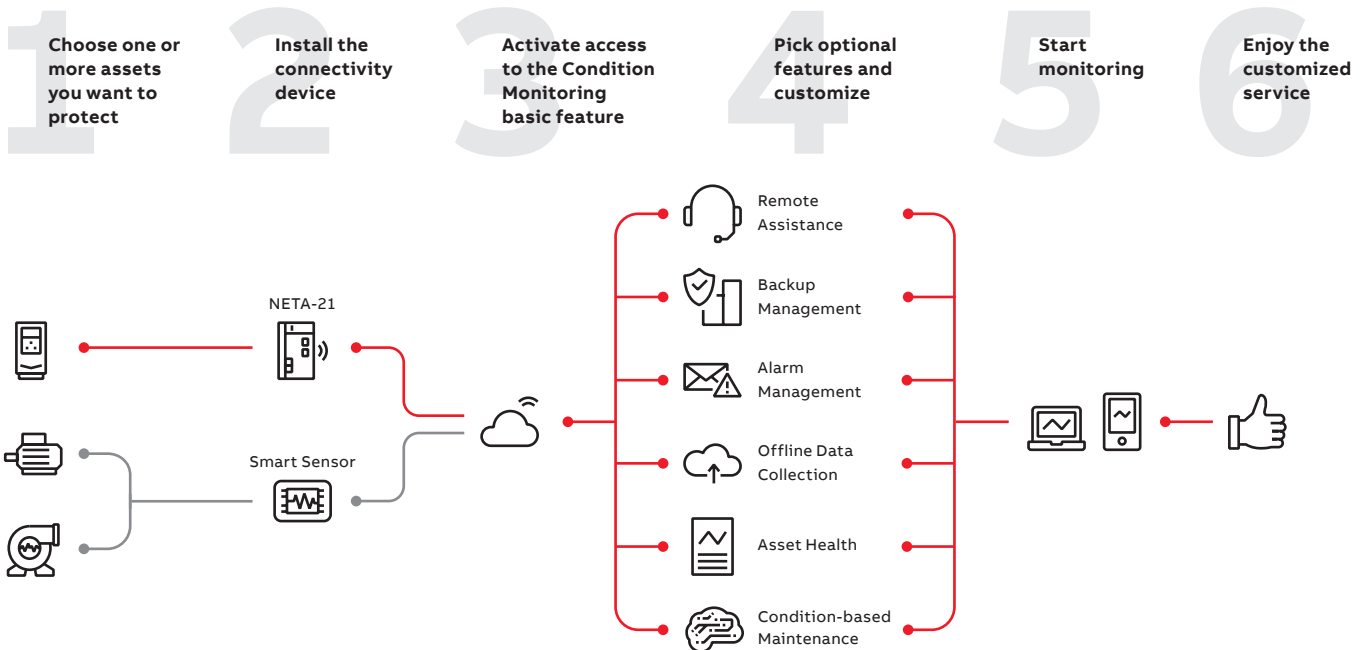 1
Choose one or
more assets
you want to
protect
2
Install the
connectivity
device
3
Activate access
to the Condition
Monitoring
basic feature
4
Pick optional
features and
customize
5
Start
monitoring
6
Enjoy the
customized
service
NETA-21
Smart Sensor
Remote
Assistance
Backup
Management
Alarm
Management
Offline Data
Collection
Asset Health
Condition-based
Maintenance